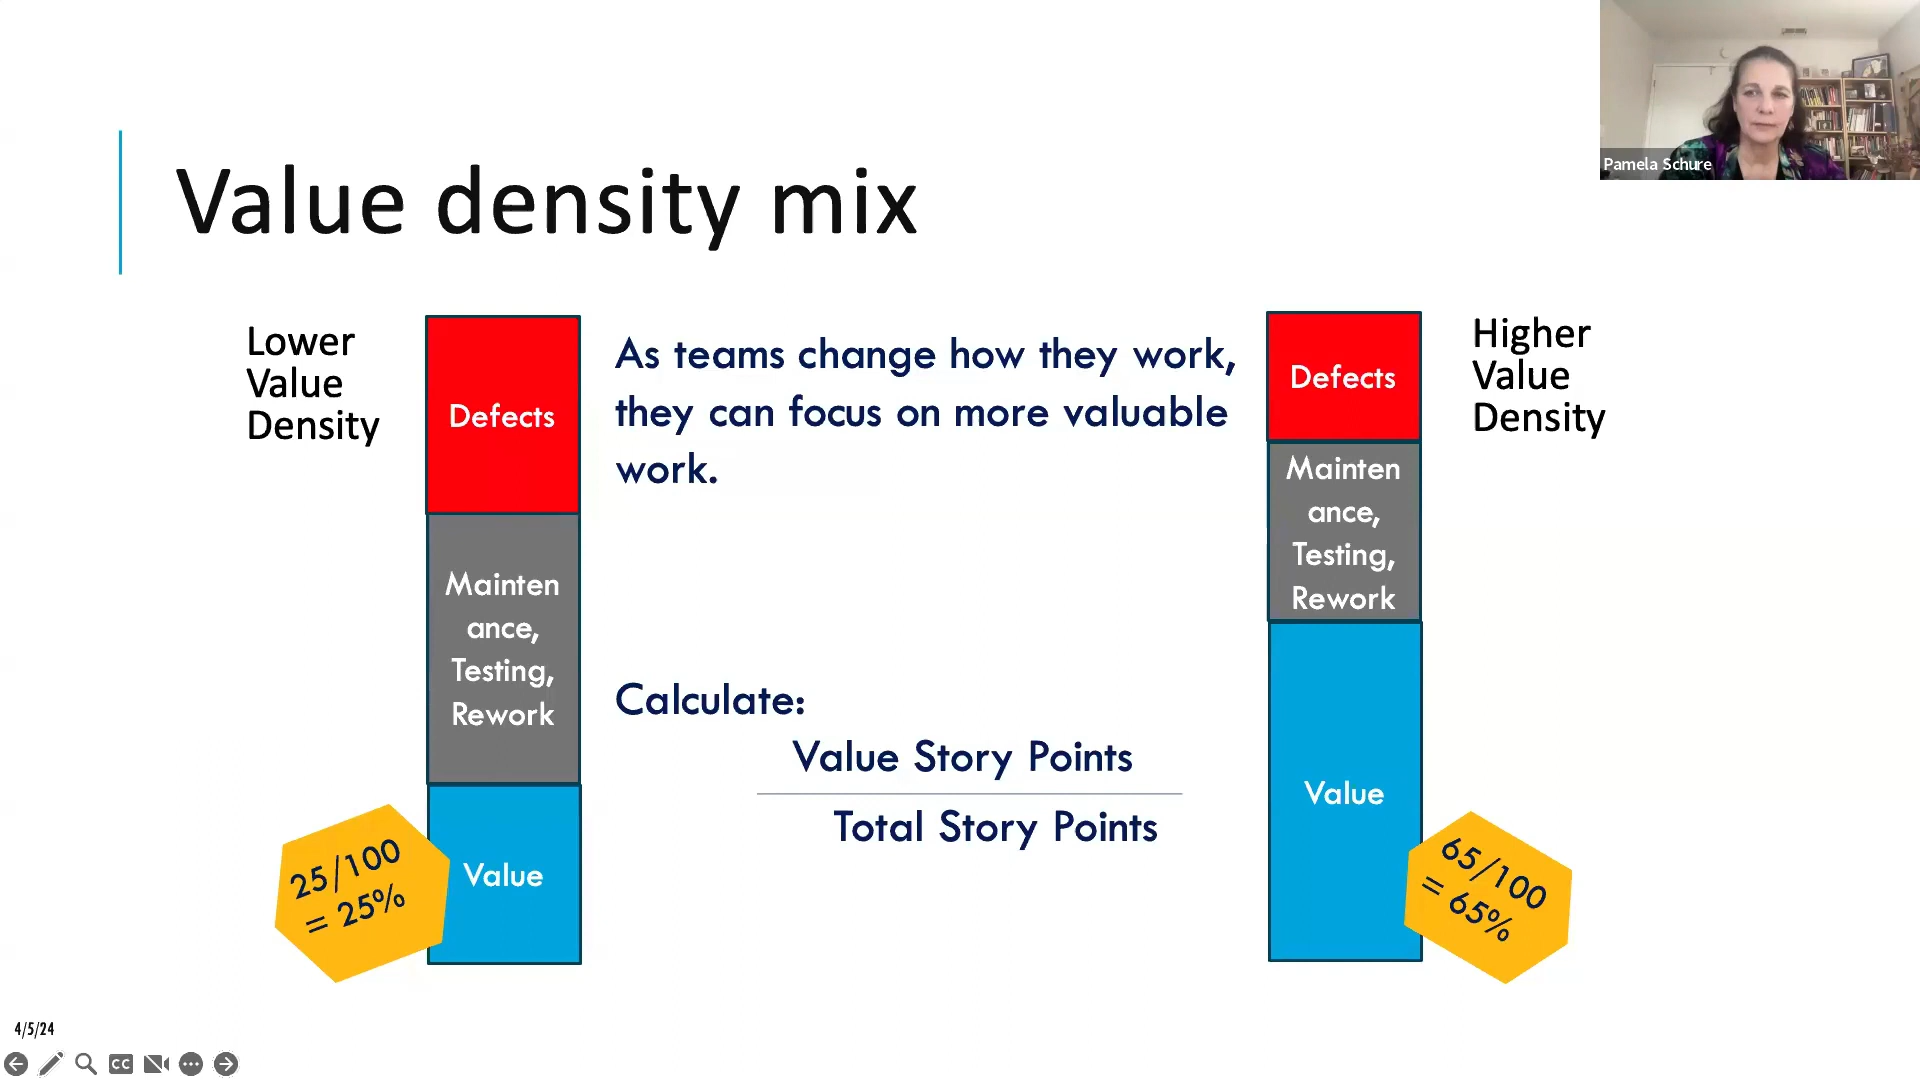 Pamela Schure
Value density mix
Lower
Value
Density
Defects
Mainten
ance,
Testing,
Rework
Value
25/100
= 25%
As teams change how they work,
they can focus on more valuable
work.
Calculate:
Value Story Points
Total Story Points
Defects
Mainten
ance,
Testing,
Rework
Value
65/100
= 65%
Higher
Value
Density
4/5/24
CC